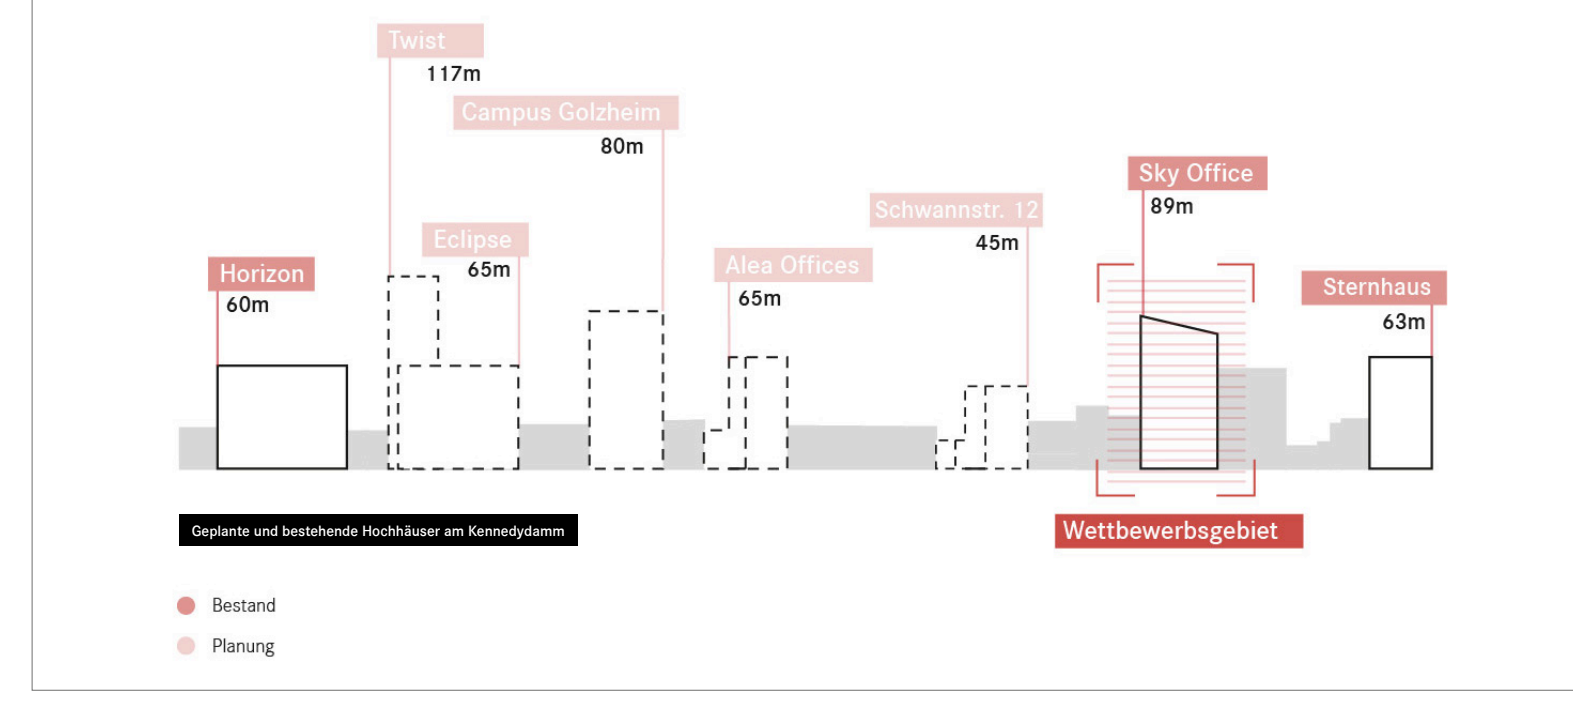 Twist
117m
Campus Golzheim
80m
Sky Office
89m
Schwannstr. 12
45m
Eclipse
65m
Alea Offices
65m
Horizon
60m
Sternhaus
63m
Geplante und bestehende Hochhäuser am Kennedydamm
Wettbewerbsgebiet
Bestand
Planung